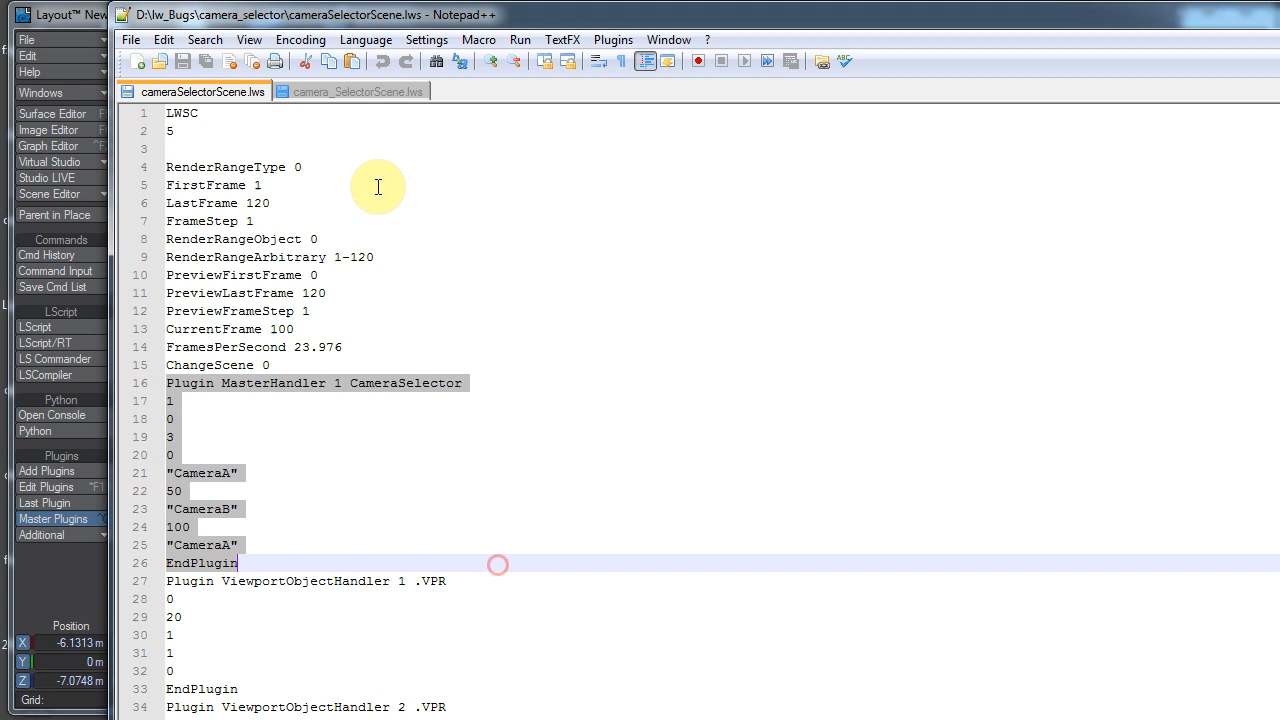 Layout™ New
D:\lw_Bugs\camera_selector\cameraSelectorScene.lws - Notepad++
File Edit Search View Encoding Language Settings Macro Run TextFX Plugins Window ?
cameraSelectorScene.lws
camera_SelectorScene.lws
File
Edit
Help
Windows
Surface Editor F
Image Editor F
Graph Editor ^F
Virtual Studio
Studio LIVE
Scene Editor
Parent in Place
Commands
Cmd History
Command Input
Save Cmd List
LScript
LScript
LScript/RT
LS Commander
LSCompiler
Python
Open Console
Python
Plugins
Add Plugins
Edit Plugins ^F1
Last Plugin
Master Plugins
Additional
Position
X -6.1313 m
Y 0 m
Z -7.0748 m
Grid:
1 LWSC
2 5
3
4 RenderRangeType 0
5 FirstFrame 1
6 LastFrame 120
7 FrameStep 1
8 RenderRangeObject 0
9 RenderRangeArbitrary 1-120
10 PreviewFirstFrame 0
11 PreviewLastFrame 120
12 PreviewFrameStep 1
13 CurrentFrame 100
14 FramesPerSecond 23.976
15 ChangeScene 0
16 Plugin MasterHandler 1 CameraSelector
17 1
18 0
19 3
20 0
21 "CameraA"
22 50
23 "CameraB"
24 100
25 "CameraA"
26 EndPlugin
27 Plugin ViewportObjectHandler 1 .VPR
28 0
29 20
30 1
31 1
32 0
33 EndPlugin
34 Plugin ViewportObjectHandler 2 .VPR